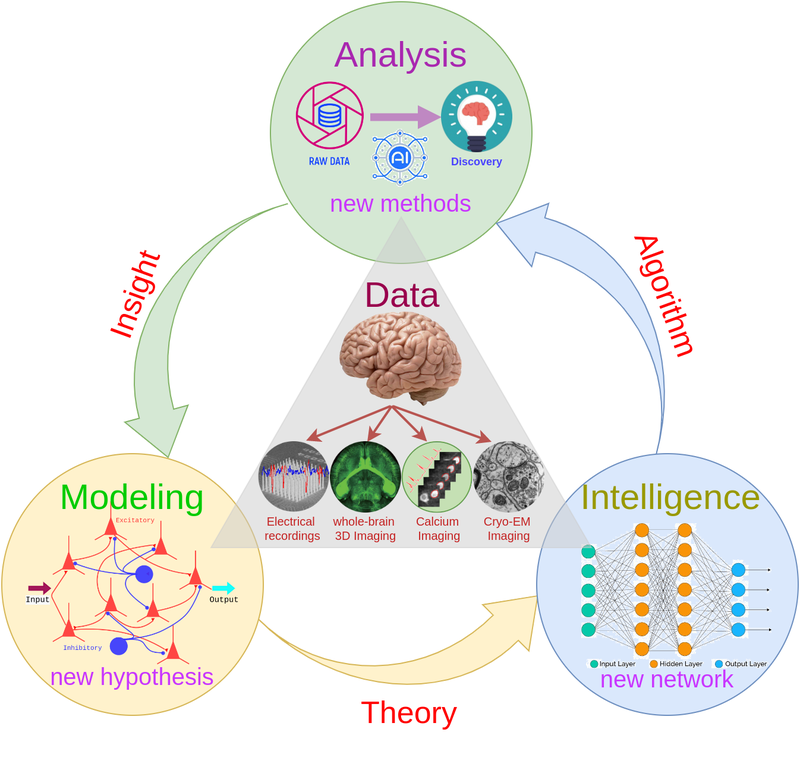 Analysis
RAW DATA
AI
Discovery
new methods
Insight
Algorithm
Data
Electrical
recordings
whole-brain
3D Imaging
Calcium
Imaging
Cryo-EM
Imaging
Modeling
Excitatory
Input
Output
Inhibitory
new hypothesis
Intelligence
Input Layer
Hidden Layer
Output Layer
new network
Theory